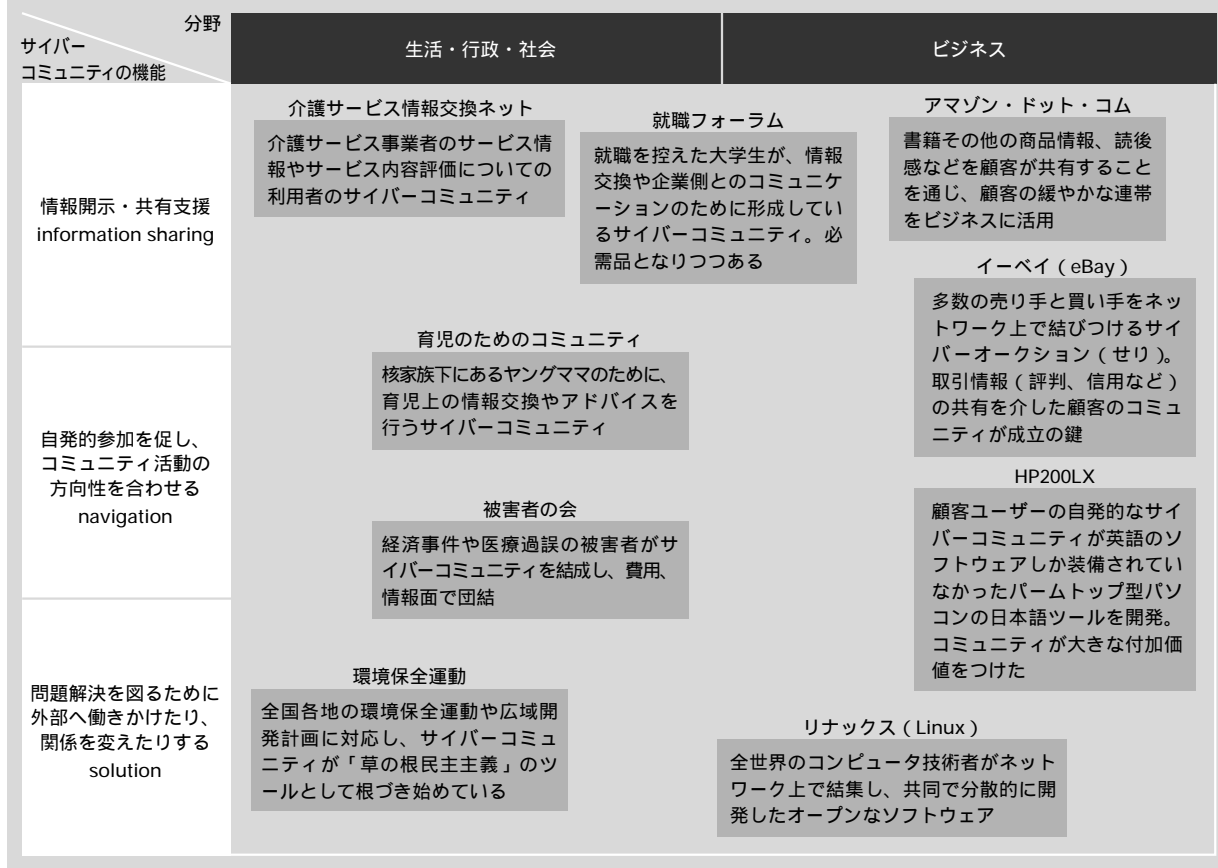 分野
サイバー
コミュニティの機能
生活・行政・社会
ビジネス
情報開示・共有支援
information sharing
介護サービス情報交換ネット
介護サービス事業者のサービス情
報やサービス内容評価についての
利用者のサイバーコミュニティ
就職フォーラム
就職を控えた大学生が、情報
交換や企業側とのコミュニケ
ーションのために形成してい
るサイバーコミュニティ。必
需品となりつつある
アマゾン・ドット・コム
書籍その他の商品情報、読後
感などを顧客が共有すること
を通じ、顧客の緩やかな連帯
をビジネスに活用
イーベイ(eBay)
多数の売り手と買い手をネッ
トワーク上で結びつけるサイ
バーオークション(せり)。
取引情報(評判、信用など)
の共有を介した顧客のコミュ
ニティが成立の鍵
自発的参加を促し、
コミュニティ活動の
方向性を合わせる
navigation
育児のためのコミュニティ
核家族下にあるヤングママのために、
育児上の情報交換やアドバイスを
行うサイバーコミュニティ
被害者の会
経済事件や医療過誤の被害者がサ
イバーコミュニティを結成し、費用、
情報面で団結
HP200LX
顧客ユーザーの自発的なサイ
バーコミュニティが英語のソ
フトウェアしか装備されてい
なかったパームトップ型パソ
コンの日本語ツールを開発。
コミュニティが大きな付加価
値をつけた
問題解決を図るために
外部へ働きかけたり、
関係を変えたりする
solution
環境保全運動
全国各地の環境保全運動や広域開
発計画に対応し、サイバーコミュ
ニティが「草の根民主主義」のツ
ールとして根づき始めている
リナックス(Linux)
全世界のコンピュータ技術者がネット
ワーク上で結集し、共同で分散的に開
発したオープンなソフトウェア